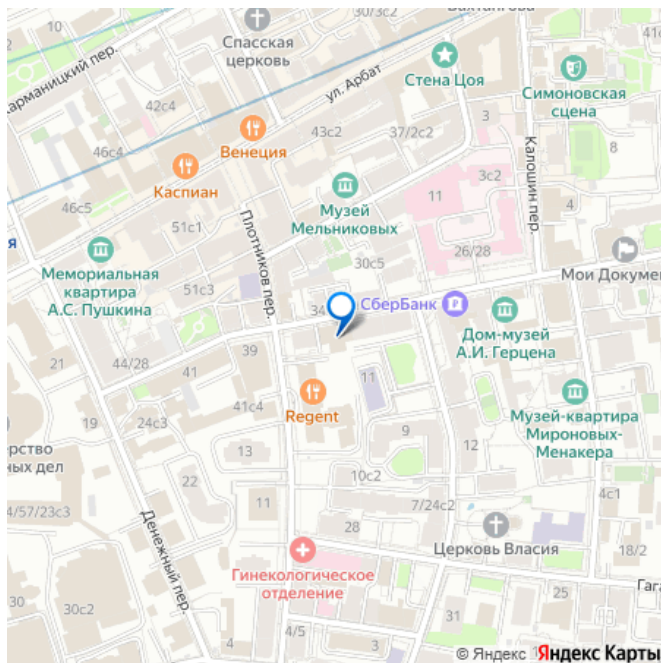 30/3с2
Вахтангова
Спасская
церковь
Карманицкий пер.
ул. Арбат
Стена Цоя
Симоновская
сцена
42с4
43с2
37/2с2
3
8
Венеция
46с4
Каспиан
3с2
Калошин пер.
Музей
Мельниковых
11
4
46с5
51с1
Плотников пер.
26/28
я
Мемориальная
квартира
А.С. Пушкина
30с5
Мои Докумен
51с3
34
СберБанк
Дом-музей
А.И. Герцена
21
44/28
39
41
19
24с3
41с4
Regent
11
Музей-квартира
Мироновых-
Менакера
рство
ных дел
13
9
12
22
10с2
4с1
4/57/23с3
11
7/24с2
28
Церковь Власия
18/2
Денежный пер.
Гинекологическое
отделение
25
Гага
30
30с2
31
4
4/5
3
© Яндекс
Яндекс Карты